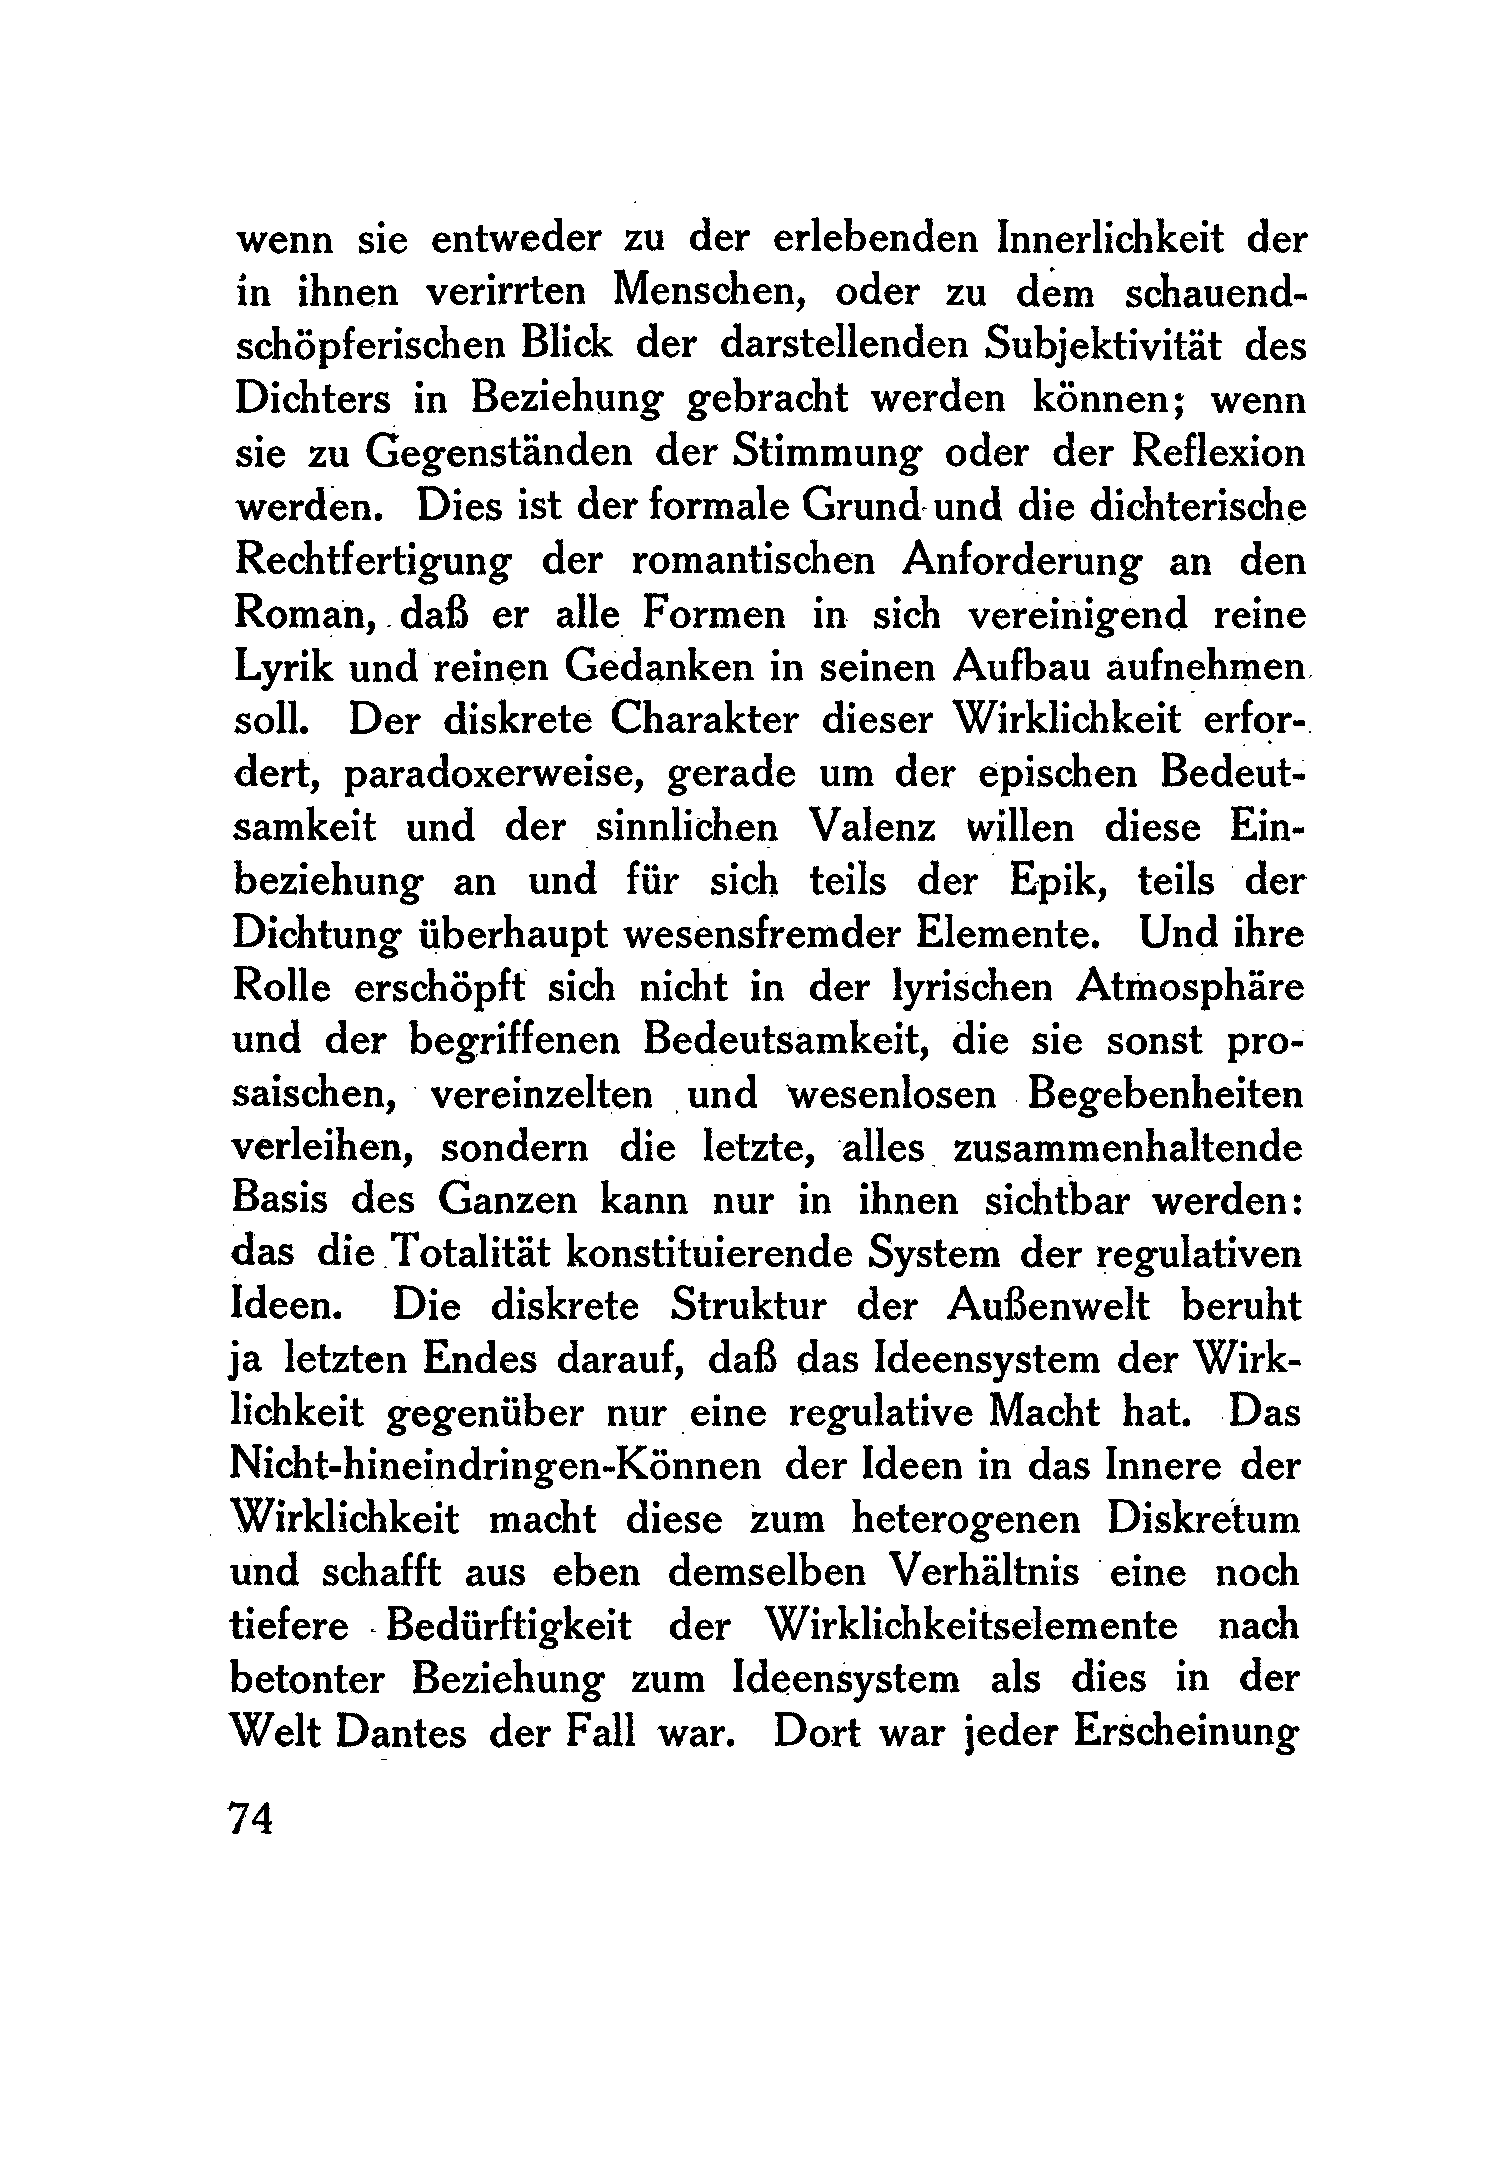 wenn sie entweder zu der erlebenden Innerlichkeit der
in ihnen verirrten Menschen, oder zu dem schauend-
schöpferischen Blick der darstellenden Subjektivität des
Dichters in Beziehung gebracht werden können; wenn
sie zu Gegenständen der Stimmung oder der Reflexion
werden. Dies ist der formale Grund und die dichterische
Rechtfertigung der romantischen Anforderung an den
Roman, daß er alle Formen in sich vereinigend reine
Lyrik und reinen Gedanken in seinen Aufbau aufnehmen
soll. Der diskrete Charakter dieser Wirklichkeit erfor-
dert, paradoxerweise, gerade um der epischen Bedeut-
samkeit und der sinnlichen Valenz willen diese Ein-
beziehung an und für sich teils der Epik, teils der
Dichtung überhaupt wesensfremder Elemente. Und ihre
Rolle erschöpft sich nicht in der lyrischen Atmosphäre
und der begriffenen Bedeutsamkeit, die sie sonst pro-
saischen, vereinzelten und wesenlosen Begebenheiten
verleihen, sondern die letzte, alles zusammenhaltende
Basis des Ganzen kann nur in ihnen sichtbar werden:
das die Totalität konstituierende System der regulativen
Ideen. Die diskrete Struktur der Außenwelt beruht
ja letzten Endes darauf, daß das Ideensystem der Wirk-
lichkeit gegenüber nur eine regulative Macht hat. Das
Nicht-hineindringen-Können der Ideen in das Innere der
Wirklichkeit macht diese zum heterogenen Diskretum
und schafft aus eben demselben Verhältnis eine noch
tiefere Bedürftigkeit der Wirklichkeitselemente nach
betonter Beziehung zum Ideensystem als dies in der
Welt Dantes der Fall war. Dort war jeder Erscheinung
74